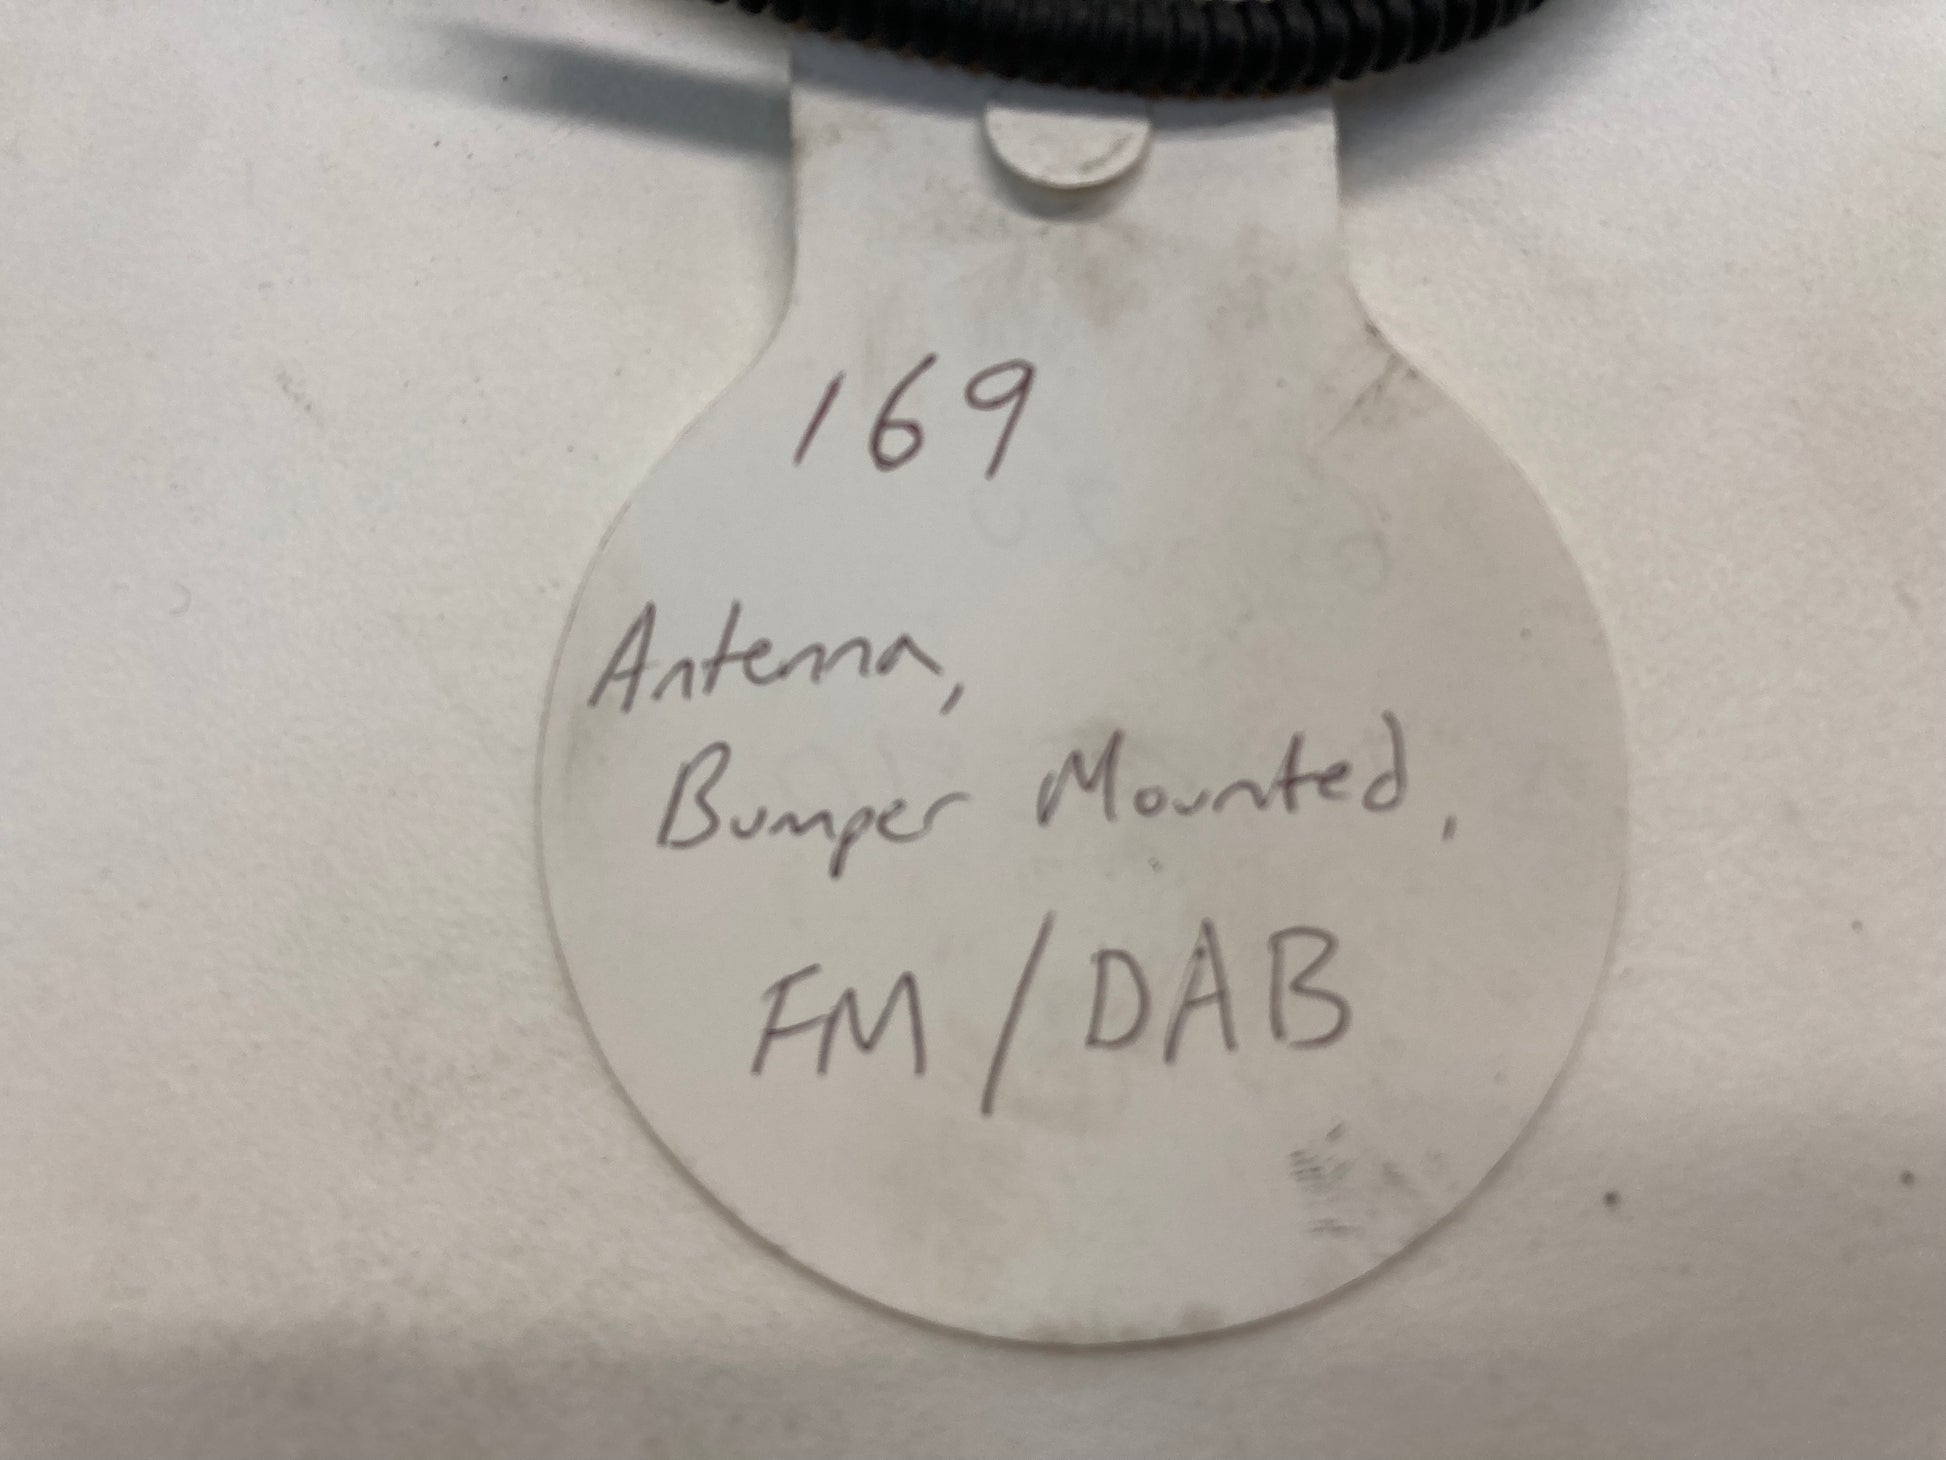 169
Antenna,
Bumper Mounted,
FM/DAB